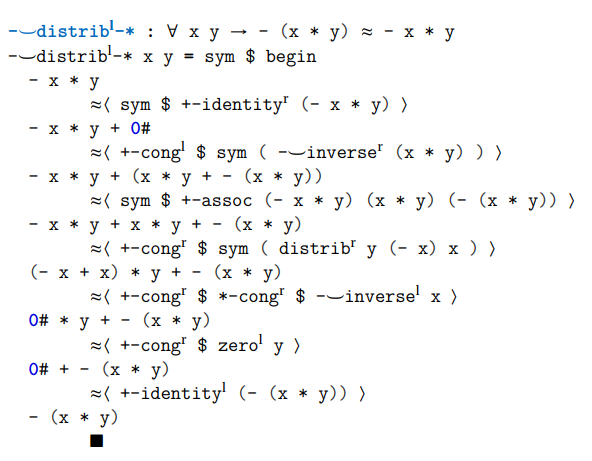 -‿distribˡ-* : ∀ x y → - (x * y) ≈ - x * y
-‿distribˡ-* x y = sym $ begin
- x * y
≈⟨ sym $ +-identityʳ (- x * y) ⟩
- x * y + 0#
≈⟨ +-congˡ $ sym ( -‿inverseʳ (x * y) ) ⟩
- x * y + (x * y + - (x * y))
≈⟨ sym $ +-assoc (- x * y) (x * y) (- (x * y)) ⟩
- x * y + x * y + - (x * y)
≈⟨ +-congʳ $ sym ( distribʳ y (- x) x ) ⟩
(- x + x) * y + - (x * y)
≈⟨ +-congʳ $ *-congʳ $ -‿inverseˡ x ⟩
0# * y + - (x * y)
≈⟨ +-congʳ $ zeroˡ y ⟩
0# + - (x * y)
≈⟨ +-identityˡ (- (x * y)) ⟩
- (x * y)
∎